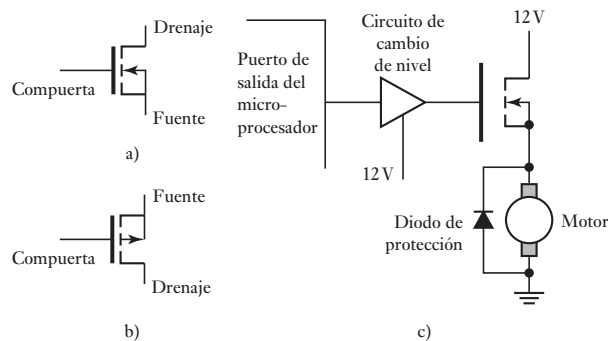 Drenaje
Compuerta
Fuente
a)
Fuente
Compuerta
Drenaje
b)
Puerto de
salida del
micro-
procesador
Circuito de
cambio
de nivel
12 V
12 V
Diodo de
protección
Motor
c)